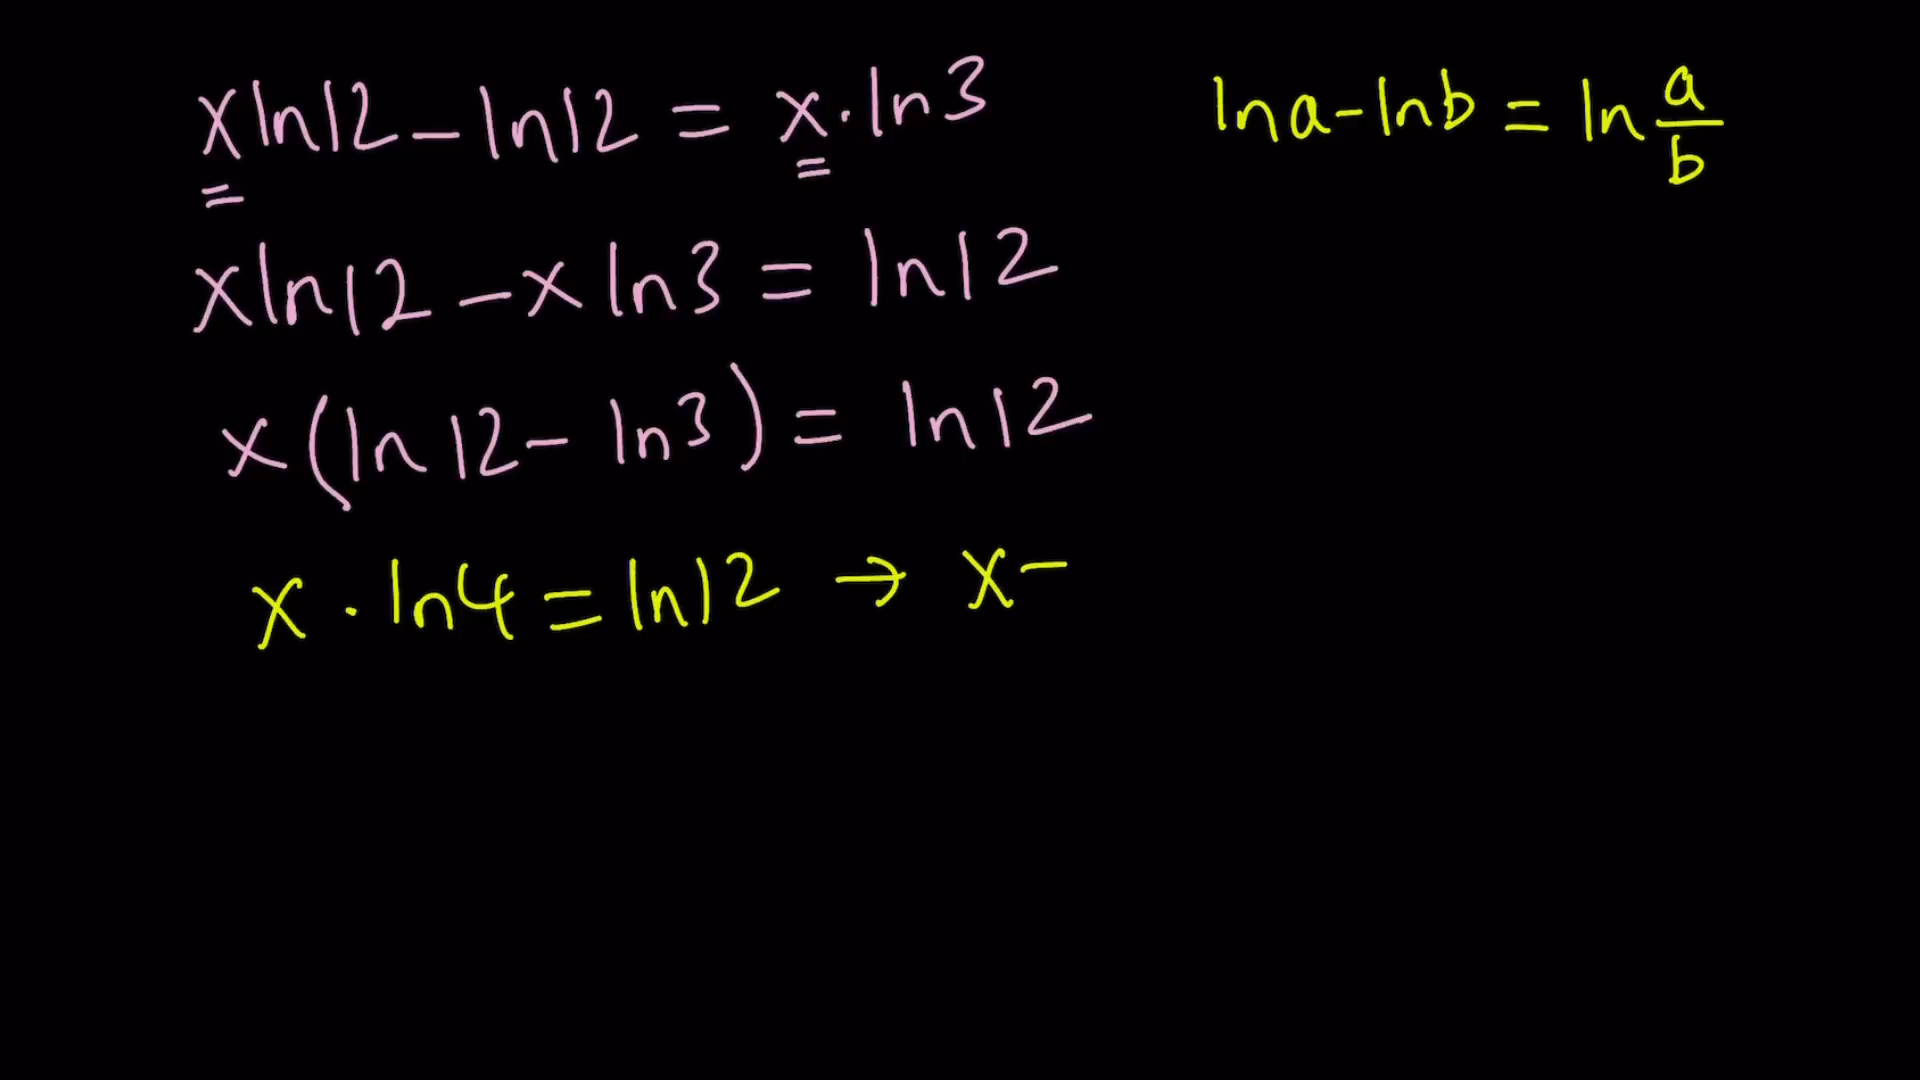 xln12-ln12 = x·ln3
lna-lnb = ln a/b
xln12-xln3 = ln12
x(ln12-ln3) = ln12
x·ln4 = ln12 → x-